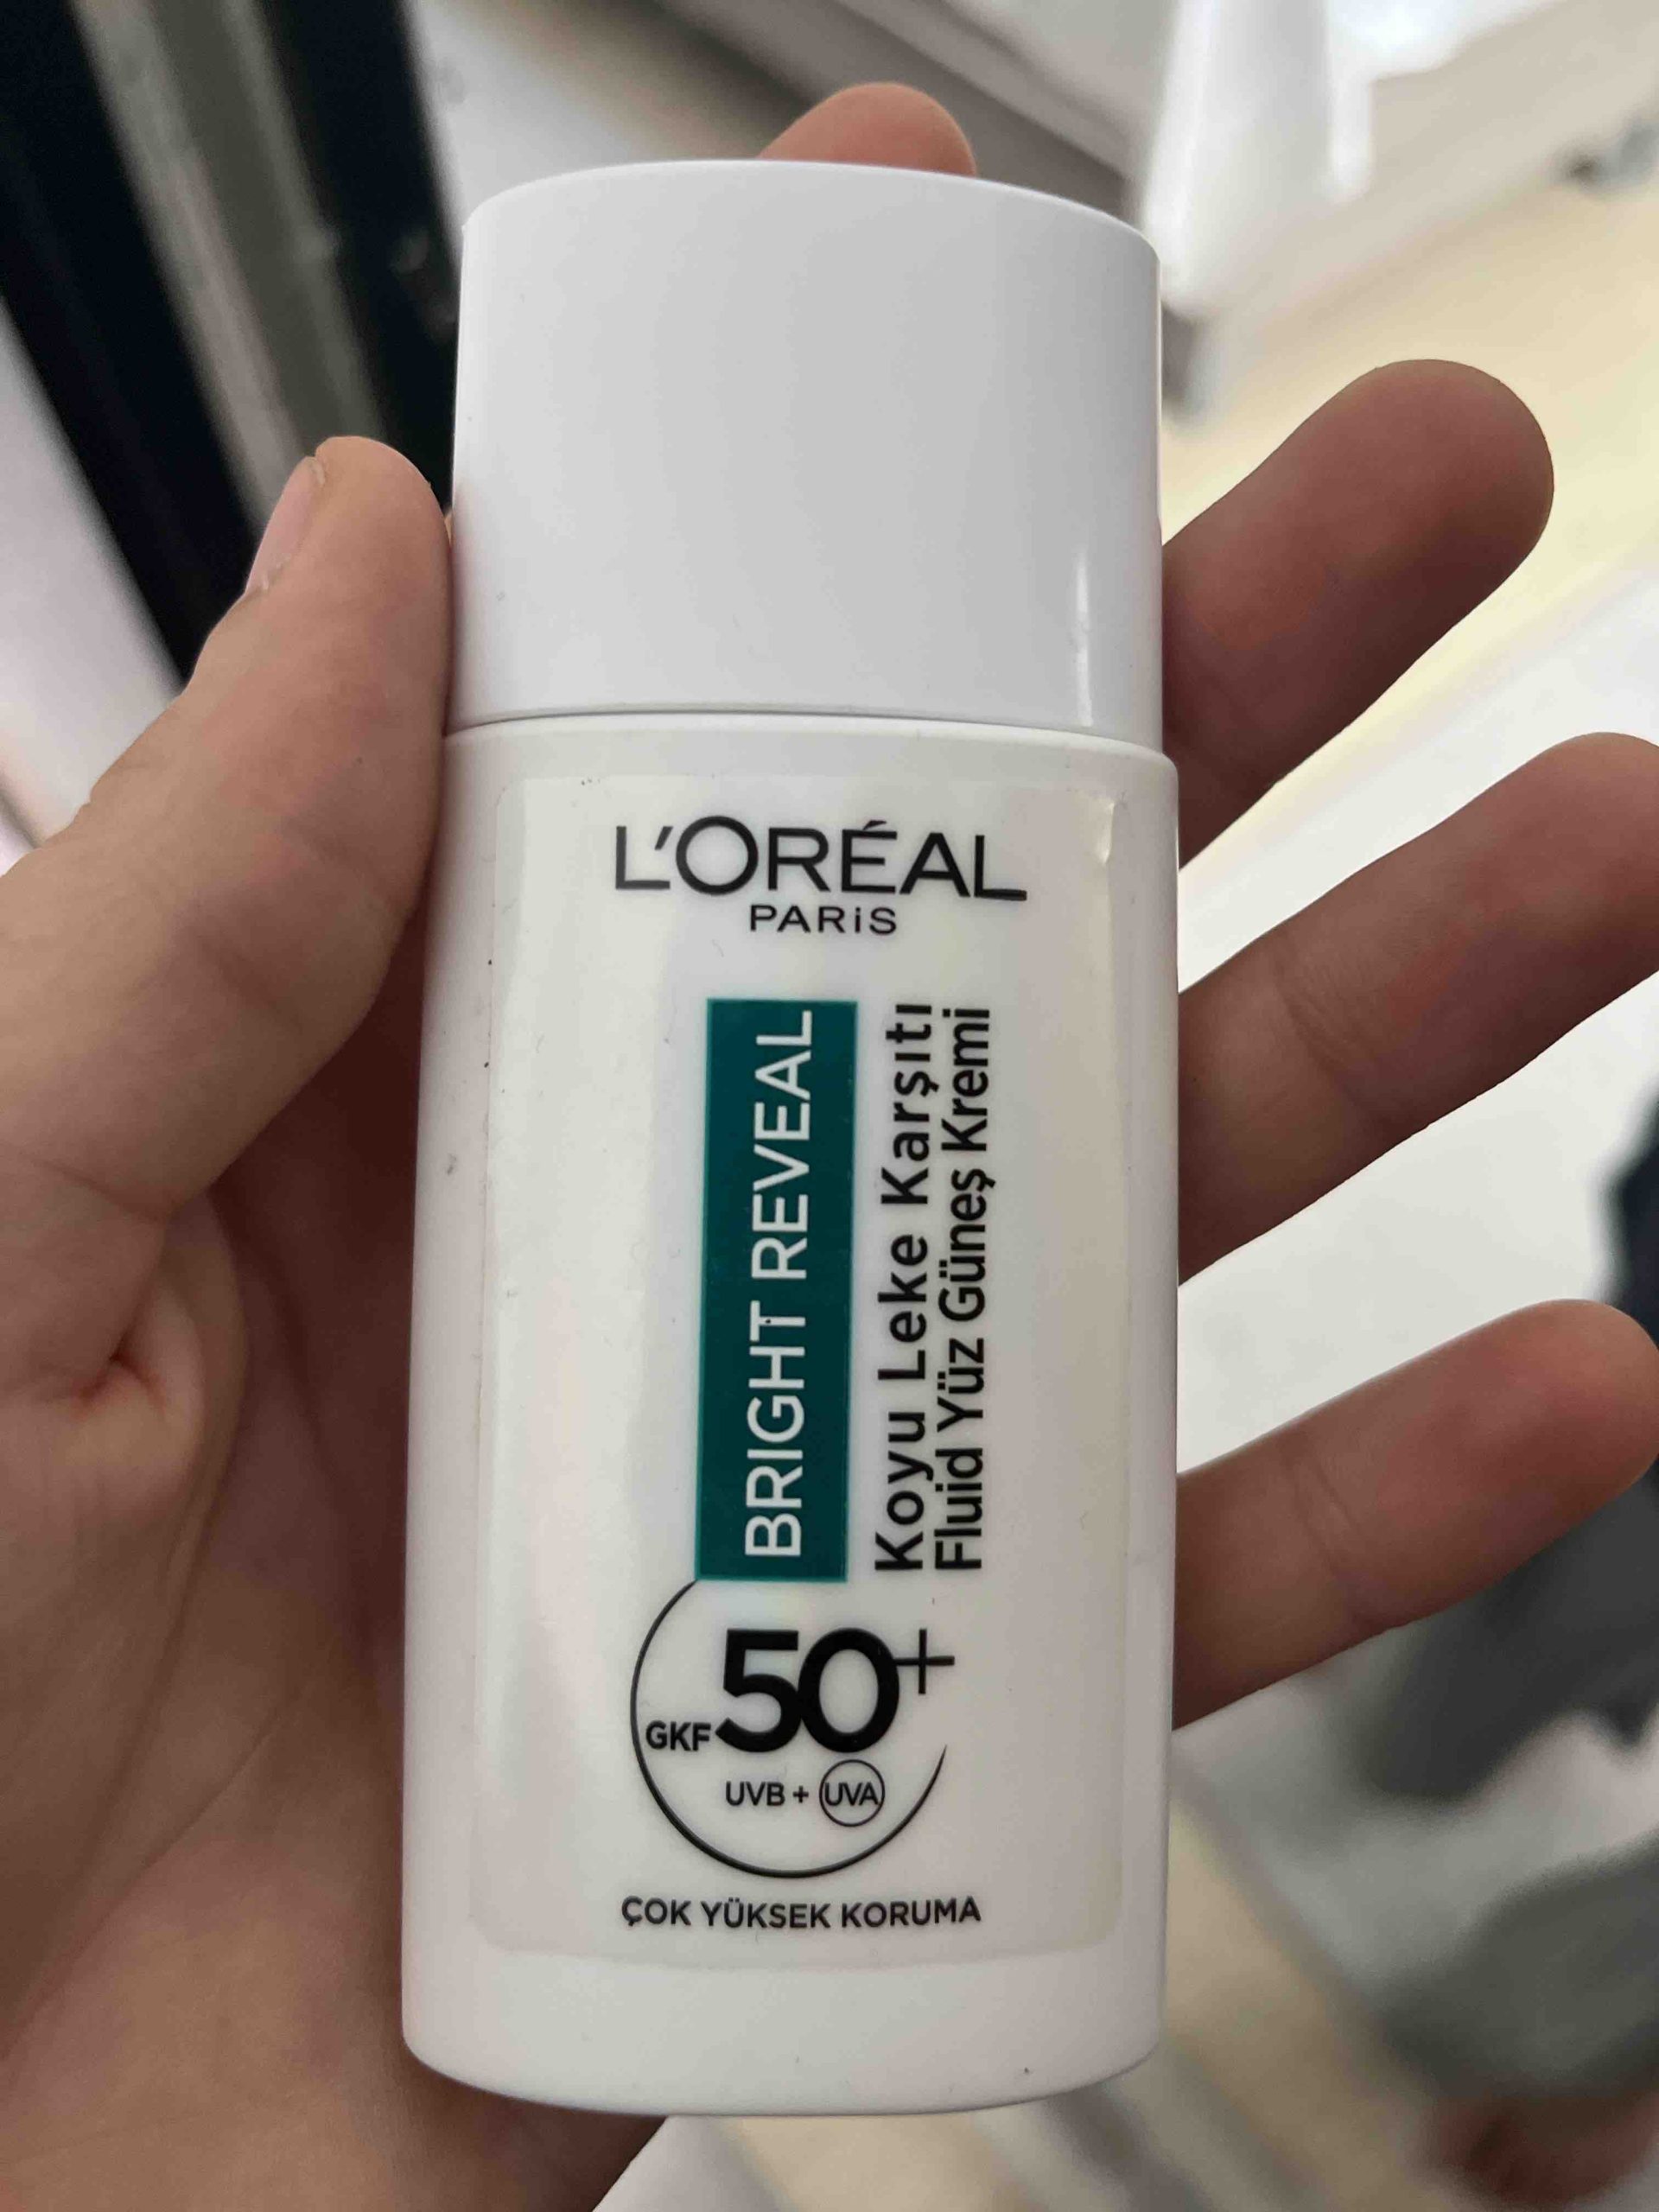 L'ORÉAL
PARiS
BRIGHT REVEAL
Koyu Leke Karşıtı
Fluid Yüz Güneş Kremi
GKF 50+
UVB + UVA
ÇOK YÜKSEK KORUMA